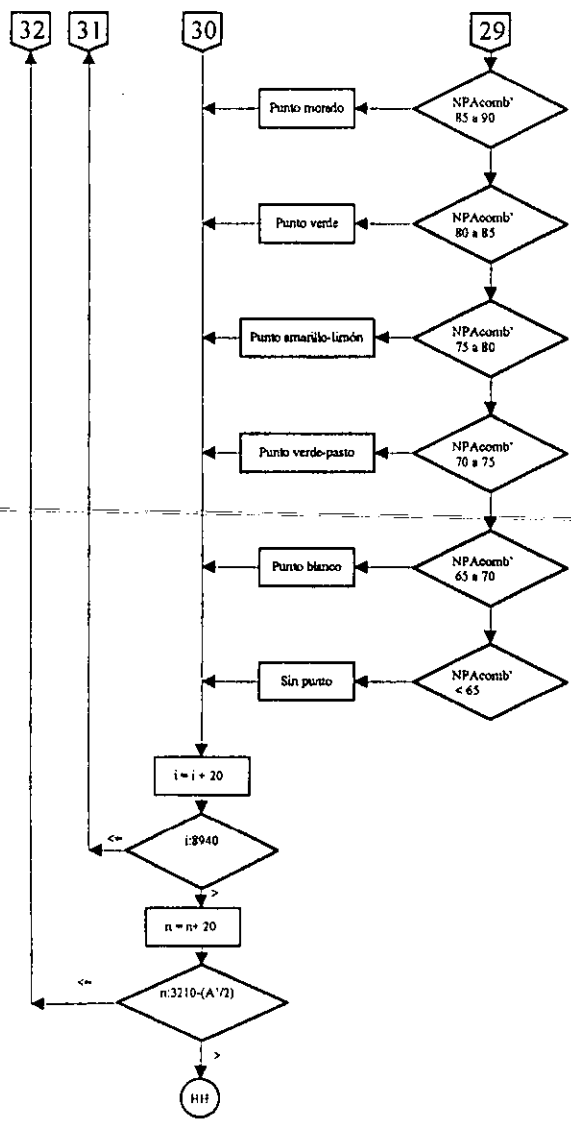 32 31 30 29
Punto morado
NPAcomb'
85 a 90
Punto verde
NPAcomb'
80 a 85
Punto amarillo-limón
NPAcomb'
75 a 80
Punto verde-pasto
NPAcomb'
70 a 75
Punto blanco
NPAcomb'
65 a 70
Sin punto
NPAcomb'
< 65
i = i + 20
<=
i:8940
>
n = n+ 20
<=
n:3210-(A'/2)
>
HH